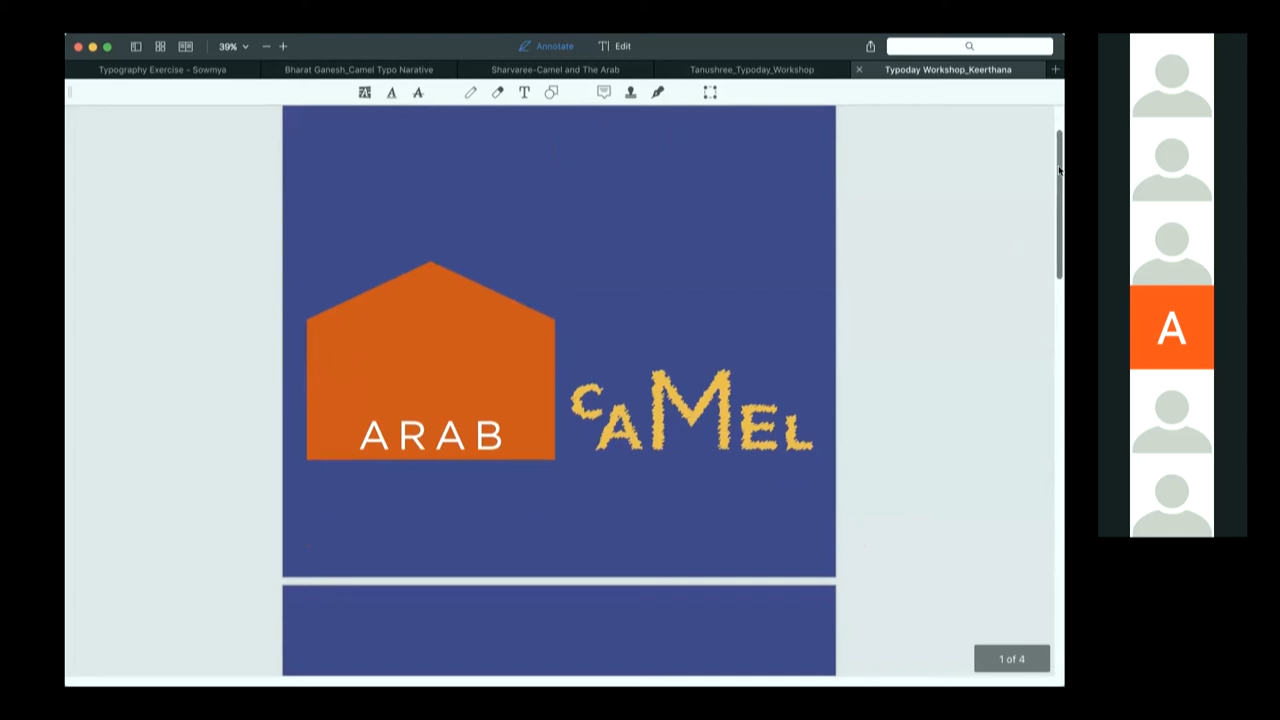 39%
Annotate
T Edit
Typography Exercise - Sowmya
Bharat Ganesh_Camel Typo Narative
Sharvaree-Camel and The Arab
Tanushree_Typoday_Workshop
Typoday Workshop_Keerthana
ARAB
CAMEL
A
1 of 4